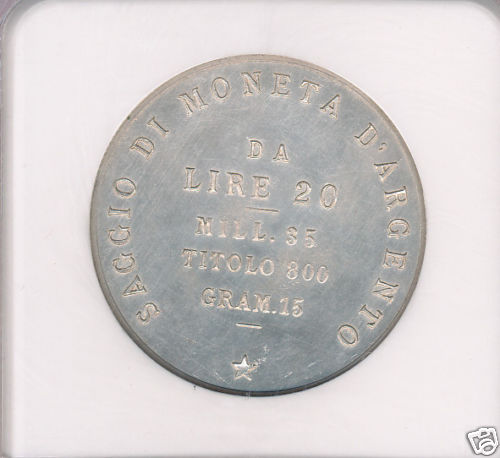 SAGGIO DI MONETA D'ARGENTO
DA
LIRE 20
MILL. 35
TITOLO 800
GRAM. 15